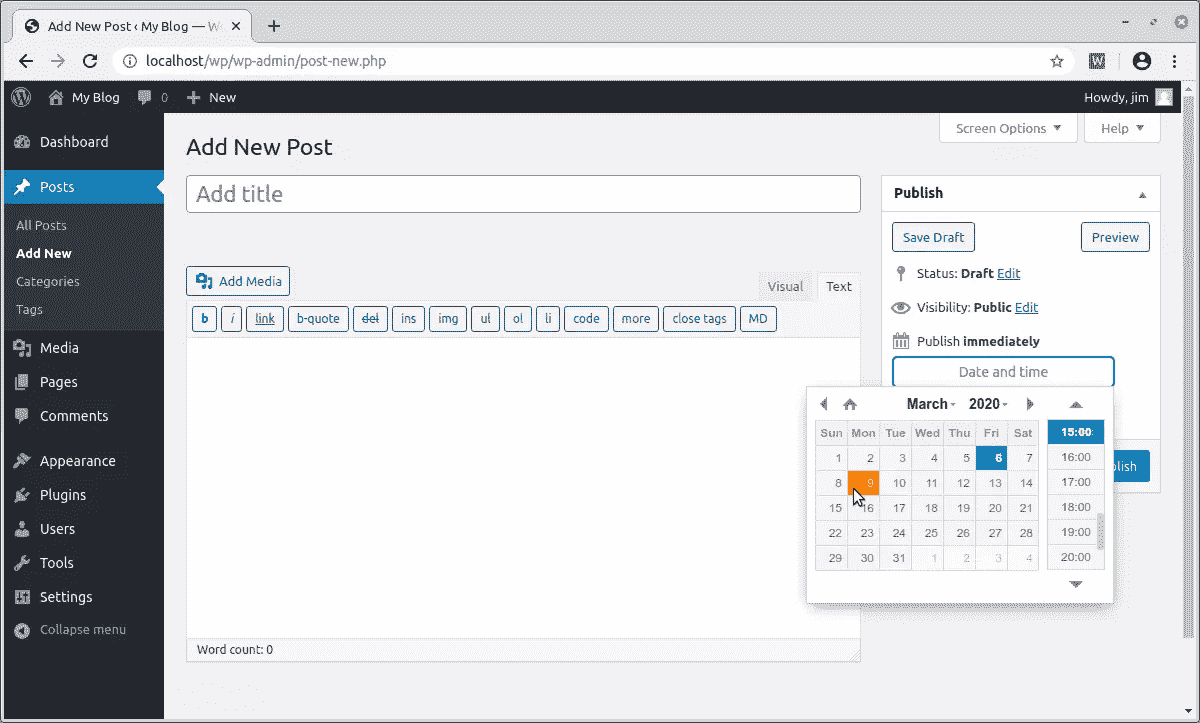 Add New Post ‹ My Blog — W
localhost/wp/wp-admin/post-new.php
My Blog 0 New Howdy, jim
Screen Options Help
Dashboard
Posts
All Posts
Add New
Categories
Tags
Media
Pages
Comments
Appearance
Plugins
Users
Tools
Settings
Collapse menu
Add New Post
Add title
Add Media
Visual Text
b i link b-quote del ins img ul ol li code more close tags MD
Word count: 0
Publish
Save Draft Preview
Status: Draft Edit
Visibility: Public Edit
Publish immediately
Date and time
March 2020
Sun Mon Tue Wed Thu Fri Sat
1 2 3 4 5 6 7
8 9 10 11 12 13 14
15 16 17 18 19 20 21
22 23 24 25 26 27 28
29 30 31 1 2 3 4
15:00
16:00
17:00
18:00
19:00
20:00
blish